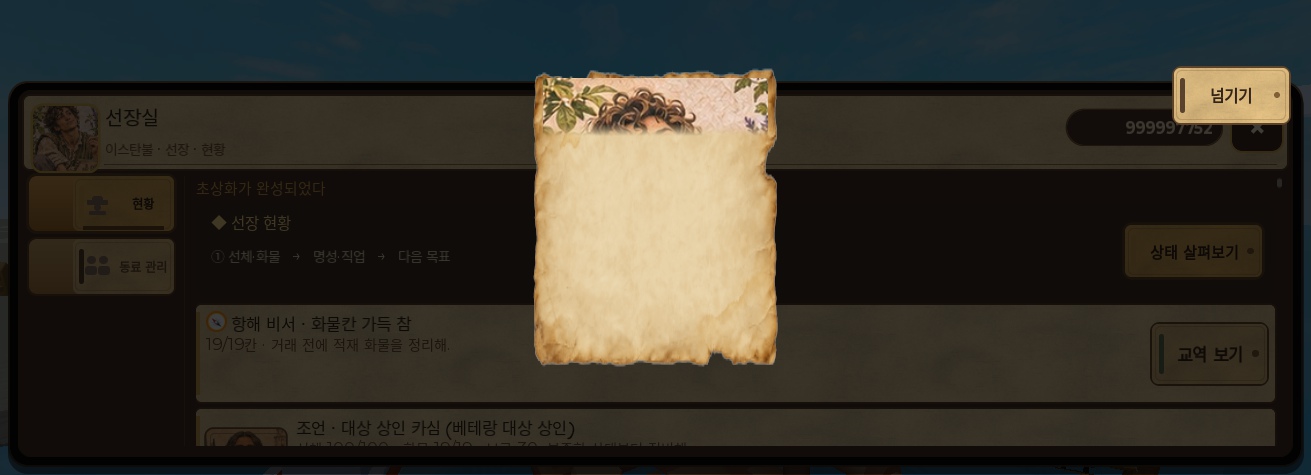 넘기기
선장실
999997752
이스탄불 · 선장 · 현황
현황
동료 관리
초상화가 완성되었다
◆ 선장 현황
① 선체·화물 → 명성·직업 → 다음 목표
상태 살펴보기
항해 비서 · 화물칸 가득 참
19/19칸 · 거래 전에 적재 화물을 정리해.
교역 보기
조언 · 대상 상인 카심 (베테랑 대상 상인)